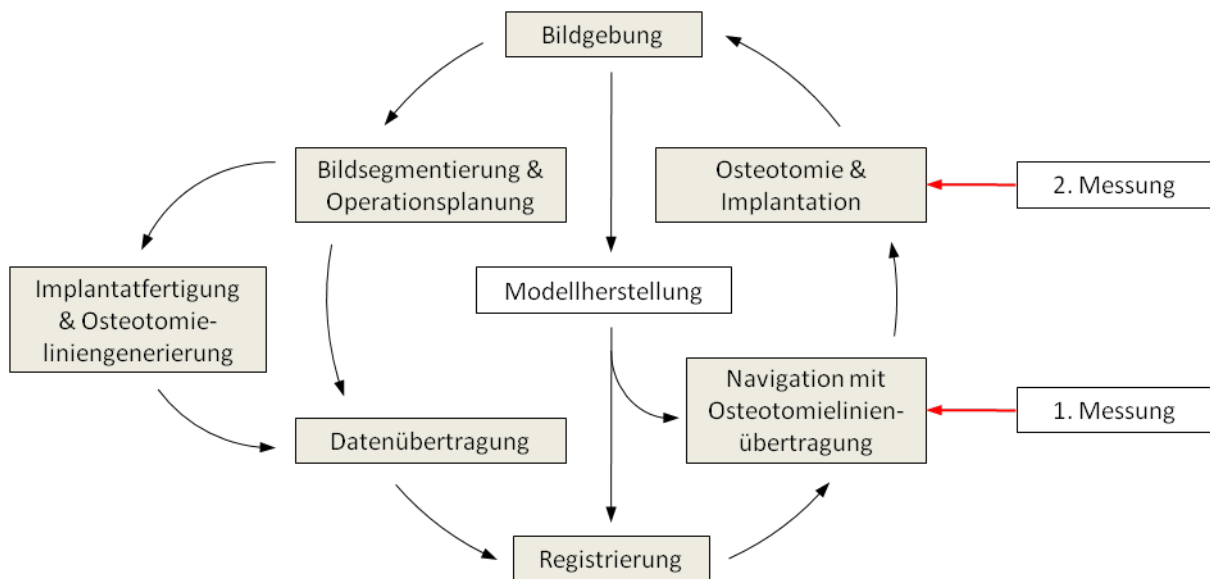 Bildgebung
Bildsegmentierung &
Operationsplanung
Osteotomie &
Implantation
2. Messung
Implantatfertigung
& Osteotomie-
liniengenerierung
Modellherstellung
Navigation mit
Osteotomielinien-
übertragung
1. Messung
Datenübertragung
Registrierung